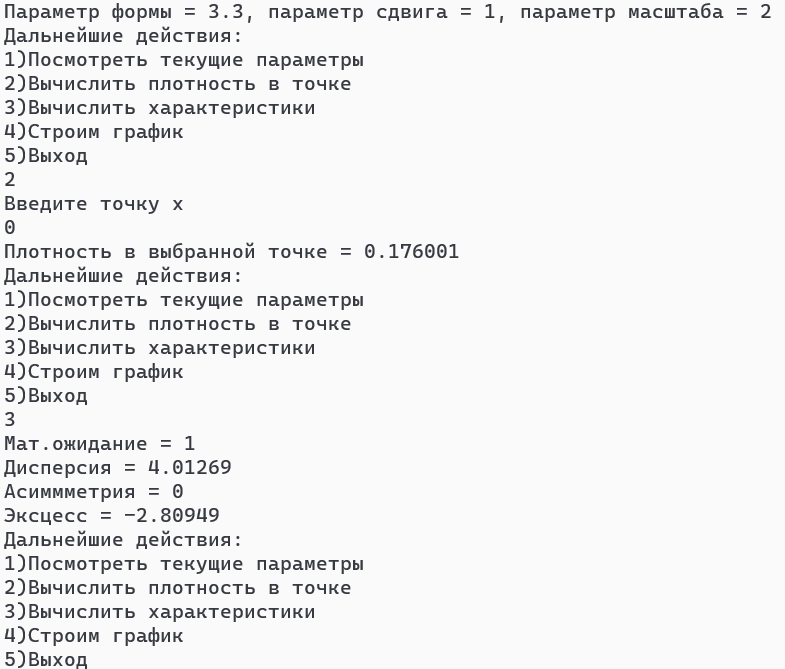 Параметр формы = 3.3, параметр сдвига = 1, параметр масштаба = 2
Дальнейшие действия:
1)Посмотреть текущие параметры
2)Вычислить плотность в точке
3)Вычислить характеристики
4)Строим график
5)Выход
2
Введите точку x
0
Плотность в выбранной точке = 0.176001
Дальнейшие действия:
1)Посмотреть текущие параметры
2)Вычислить плотность в точке
3)Вычислить характеристики
4)Строим график
5)Выход
3
Мат.ожидание = 1
Дисперсия = 4.01269
Асиммметрия = 0
Эксцесс = -2.80949
Дальнейшие действия:
1)Посмотреть текущие параметры
2)Вычислить плотность в точке
3)Вычислить характеристики
4)Строим график
5)Выход